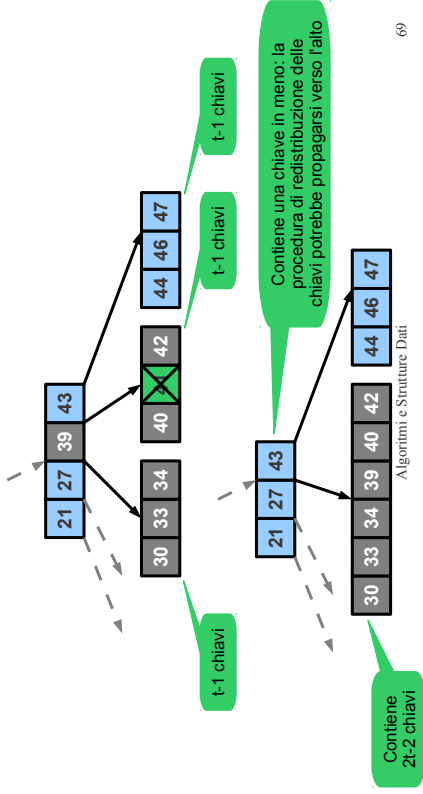 21 27 39 43
30 33 34
40 42
44 46 47
t-1 chiavi
t-1 chiavi
t-1 chiavi
21 27 43
30 33 34 39 40 42
44 46 47
Contiene
2t-2 chiavi
Contiene una chiave in meno: la
procedura di redistribuzione delle
chiavi potrebbe propagarsi verso l'alto
Algoritmi e Strutture Dati
69